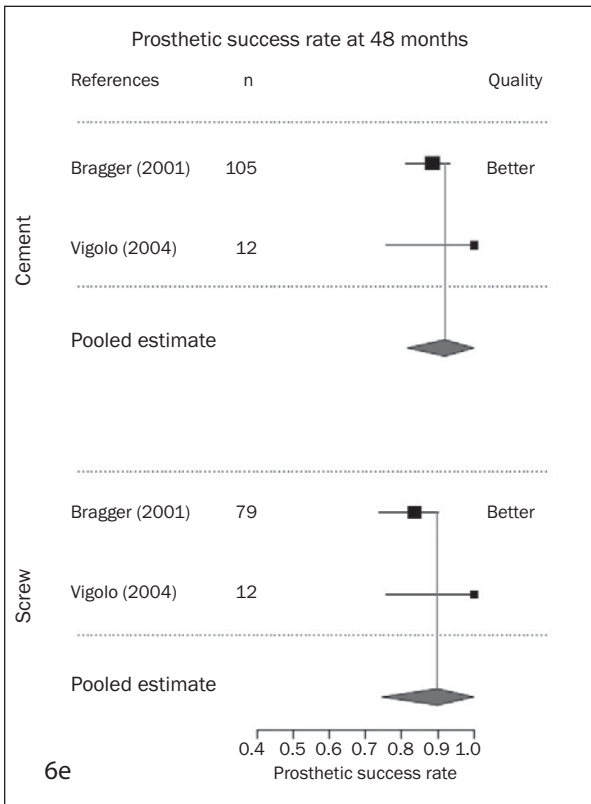 Prosthetic success rate at 48 months
References n Quality
Cement
Bragger (2001) 105 Better
Vigolo (2004) 12
Pooled estimate
Screw
Bragger (2001) 79 Better
Vigolo (2004) 12
Pooled estimate
0.4 0.5 0.6 0.7 0.8 0.9 1.0
Prosthetic success rate
6e